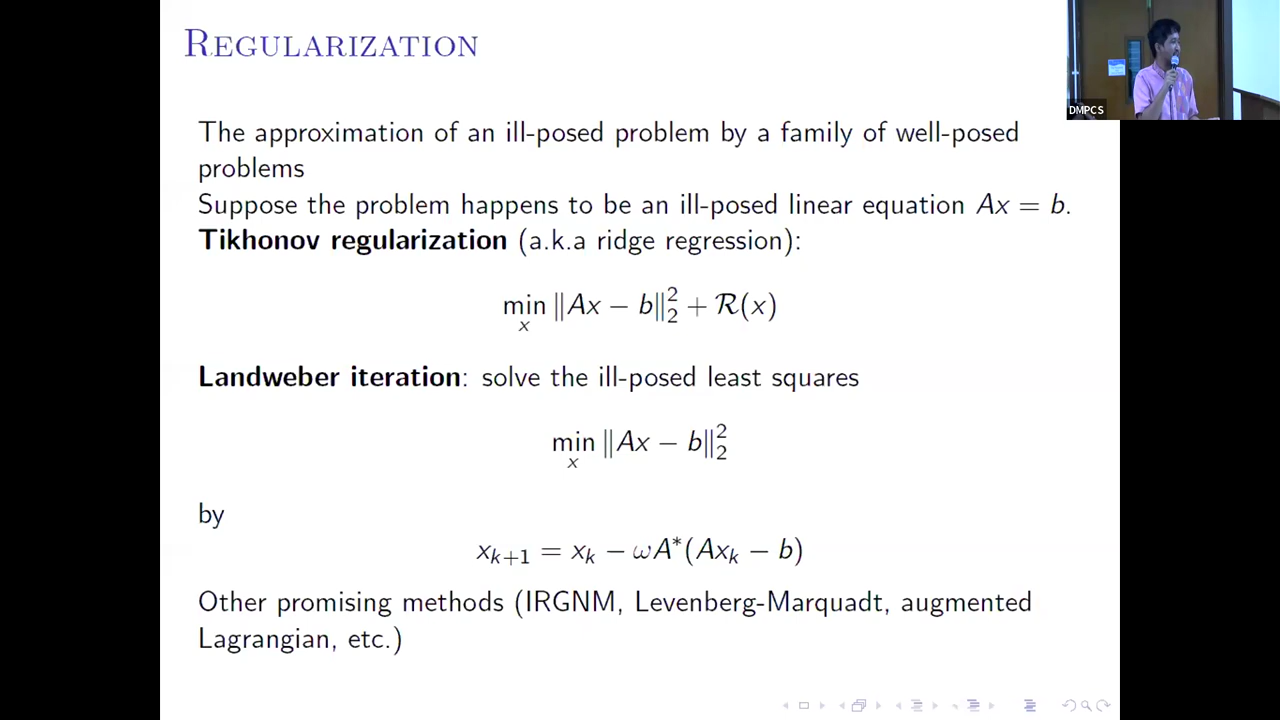 REGULARIZATION
DMPCS
The approximation of an ill-posed problem by a family of well-posed
problems
Suppose the problem happens to be an ill-posed linear equation Ax = b.
Tikhonov regularization (a.k.a ridge regression):
min_x ‖Ax − b‖₂² + ℛ(x)
Landweber iteration: solve the ill-posed least squares
min_x ‖Ax − b‖₂²
by
x_{k+1} = x_k − ωA*(Ax_k − b)
Other promising methods (IRGNM, Levenberg-Marquadt, augmented
Lagrangian, etc.)